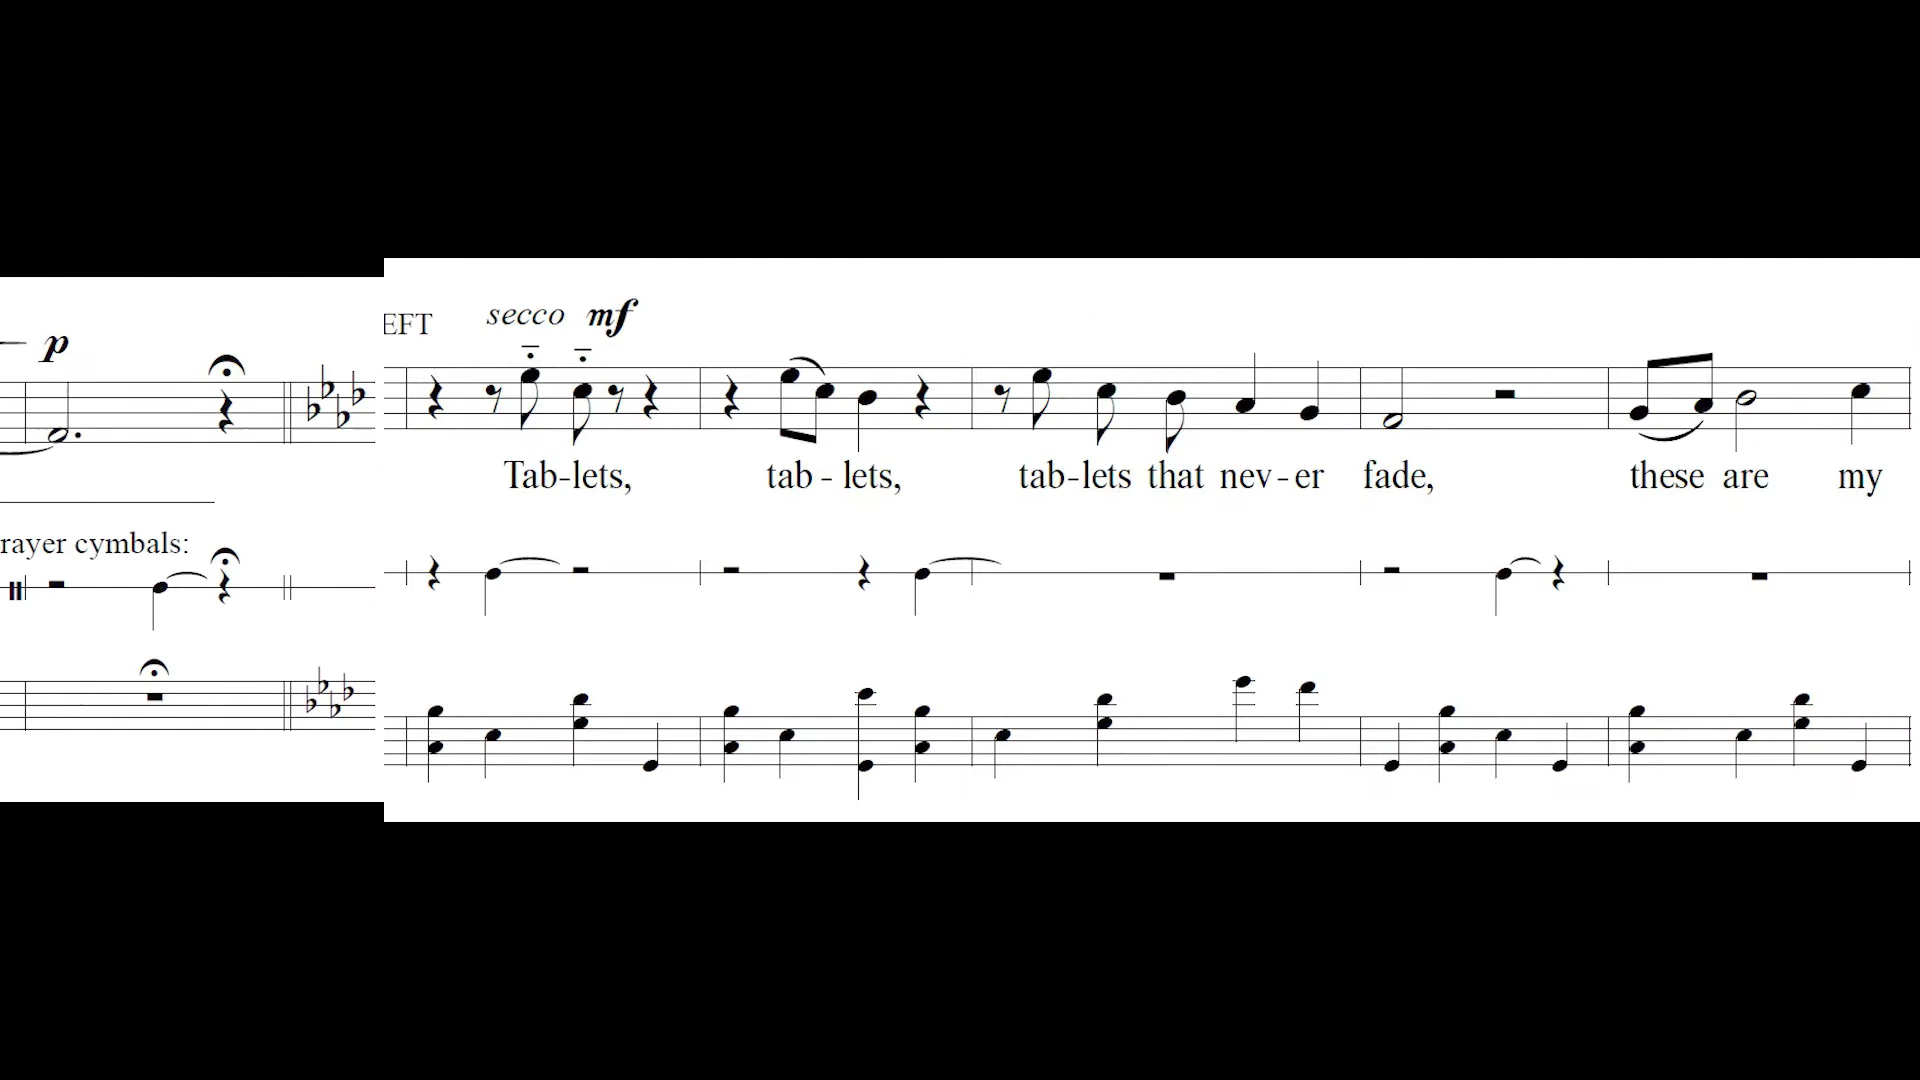 EFT secco mf
p
Tab-lets, tab - lets, tab-lets that nev-er fade, these are my
rayer cymbals: